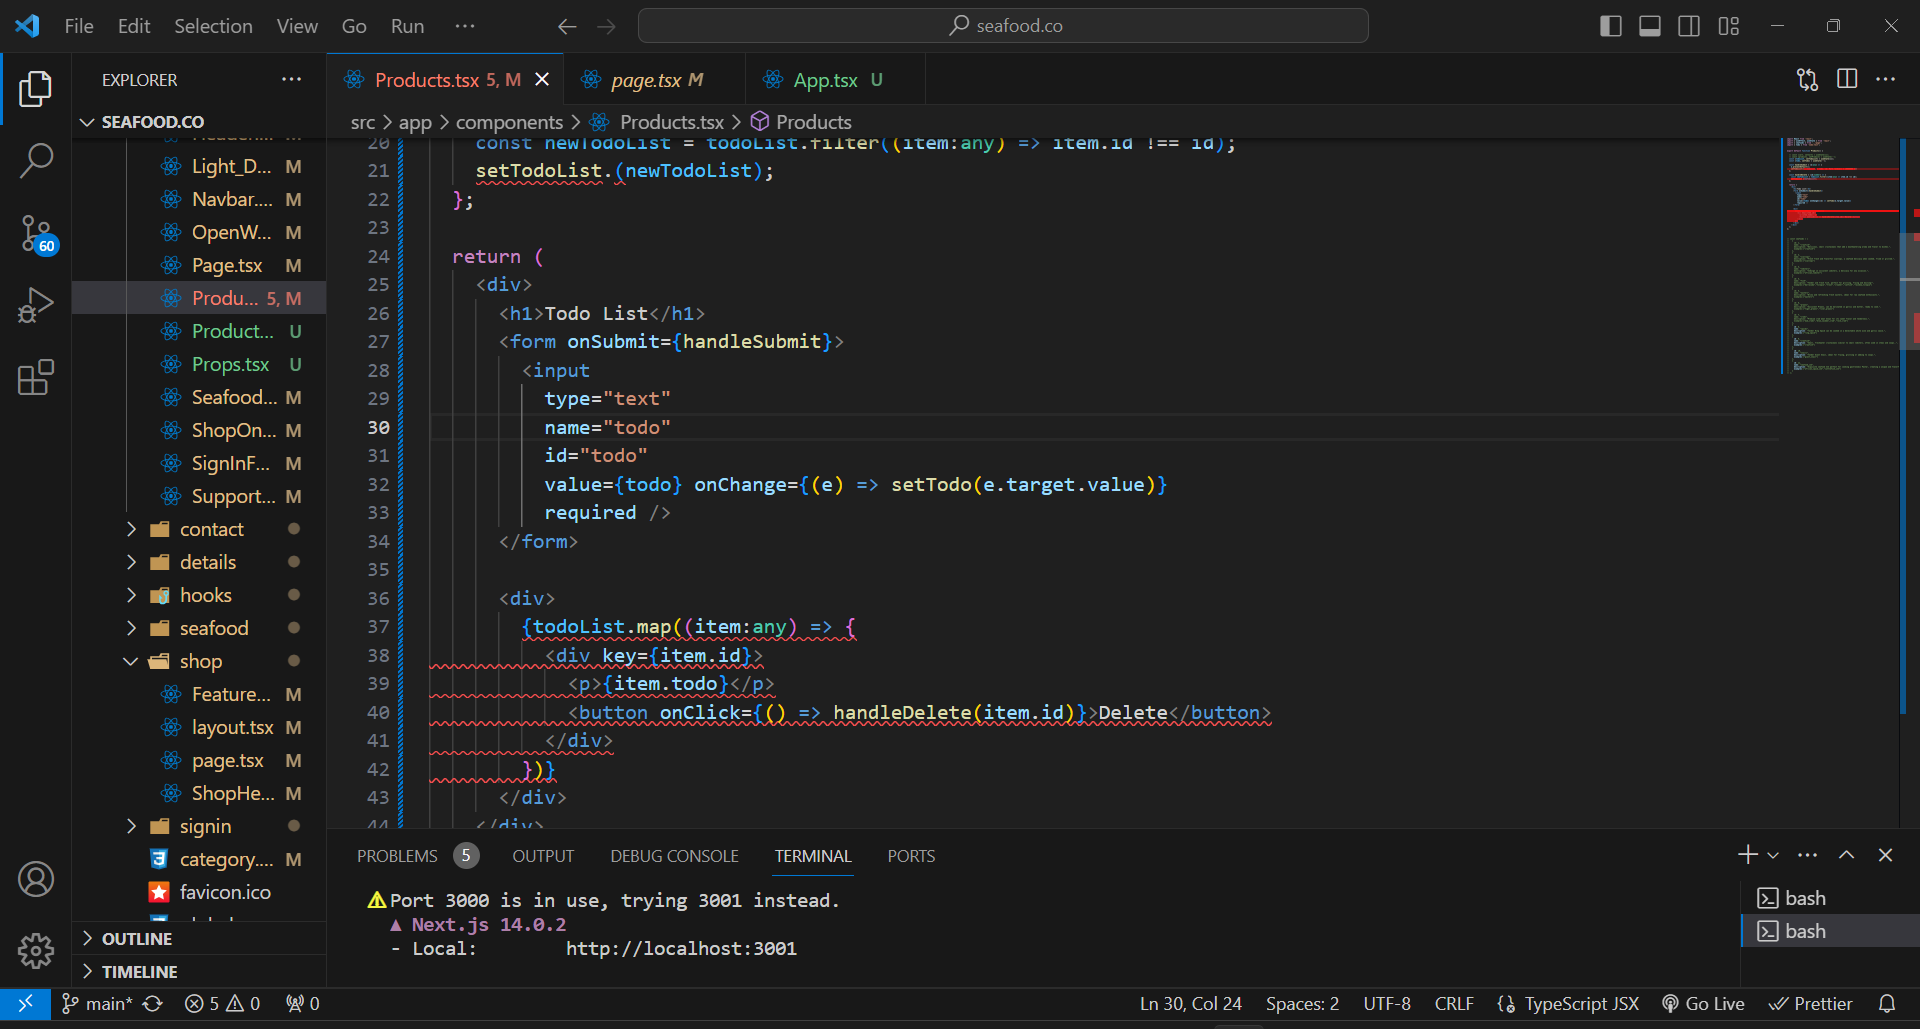 File Edit Selection View Go Run ··· seafood.co
EXPLORER ···
SEAFOOD.CO
Light_D... M
Navbar.... M
OpenW... M
Page.tsx M
Produ... 5, M
Product... U
Props.tsx U
Seafood... M
ShopOn... M
SignInF... M
Support... M
contact
details
hooks
seafood
shop
Feature... M
layout.tsx M
page.tsx M
ShopHe... M
signin
category.... M
favicon.ico
OUTLINE
TIMELINE
60
Products.tsx 5, M page.tsx M App.tsx U
src > app > components > Products.tsx > Products
20 const newTodoList = todoList.filter((item:any) => item.id !== id);
21 setTodoList.(newTodoList);
22 };
23
24 return (
25 <div>
26 <h1>Todo List</h1>
27 <form onSubmit={handleSubmit}>
28 <input
29 type="text"
30 name="todo"
31 id="todo"
32 value={todo} onChange={(e) => setTodo(e.target.value)}
33 required />
34 </form>
35
36 <div>
37 {todoList.map((item:any) => {
38 <div key={item.id}>
39 <p>{item.todo}</p>
40 <button onClick={() => handleDelete(item.id)}>Delete</button>
41 </div>
42 })}
43 </div>
44 </div>
PROBLEMS 5 OUTPUT DEBUG CONSOLE TERMINAL PORTS
Port 3000 is in use, trying 3001 instead.
▲ Next.js 14.0.2
- Local: http://localhost:3001
bash
bash
main* 5 0 0 Ln 30, Col 24 Spaces: 2 UTF-8 CRLF TypeScript JSX Go Live Prettier